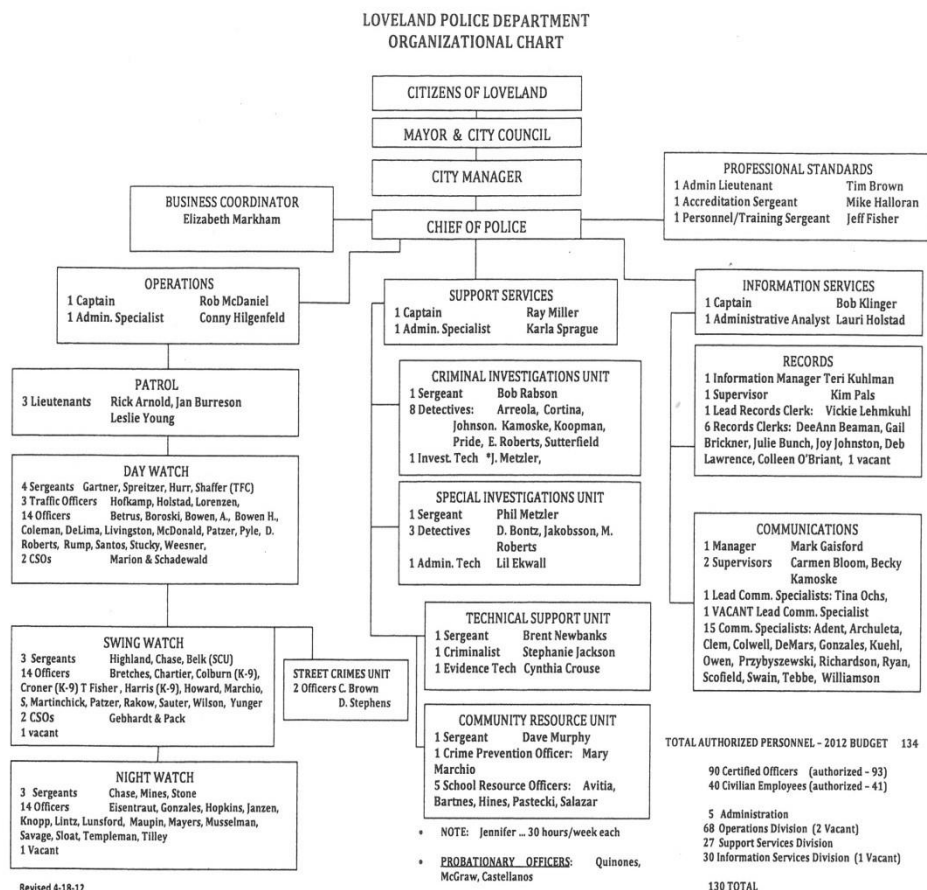 LOVELAND POLICE DEPARTMENT
ORGANIZATIONAL CHART
CITIZENS OF LOVELAND
MAYOR & CITY COUNCIL
CITY MANAGER
CHIEF OF POLICE
BUSINESS COORDINATOR
Elizabeth Markham
PROFESSIONAL STANDARDS
1 Admin Lieutenant Tim Brown
1 Accreditation Sergeant Mike Halloran
1 Personnel/Training Sergeant Jeff Fisher
OPERATIONS
1 Captain Rob McDaniel
1 Admin. Specialist Conny Hilgenfeld
PATROL
3 Lieutenants Rick Arnold, Jan Burreson
Leslie Young
DAY WATCH
4 Sergeants Gartner, Spreitzer, Hurr, Shaffer (TFC)
3 Traffic Officers Hofkamp, Holstad, Lorenzen,
14 Officers Betrus, Boroski, Bowen, A., Bowen H.,
Coleman, DeLima, Livingston, McDonald, Patzer, Pyle, D.
Roberts, Rump, Santos, Stucky, Weesner,
2 CSOs Marion & Schadewald
SWING WATCH
3 Sergeants Highland, Chase, Belk (SCU)
14 Officers Bretches, Chartier, Colburn (K-9),
Croner (K-9) T Fisher, Harris (K-9), Howard, Marchio,
S, Martinchick, Patzer, Rakow, Sauter, Wilson, Yunger
2 CSOs Gebhardt & Pack
1 vacant
STREET CRIMES UNIT
2 Officers C. Brown
D. Stephens
NIGHT WATCH
3 Sergeants Chase, Mines, Stone
14 Officers Eisentraut, Gonzales, Hopkins, Janzen,
Knopp, Lintz, Lunsford, Maupin, Mayers, Musselman,
Savage, Sloat, Templeman, Tilley
1 Vacant
Revised 4-18-12
SUPPORT SERVICES
1 Captain Ray Miller
1 Admin. Specialist Karla Sprague
CRIMINAL INVESTIGATIONS UNIT
1 Sergeant Bob Rabson
8 Detectives: Arreola, Cortina,
Johnson. Kamoske, Koopman,
Pride, E. Roberts, Sutterfield
1 Invest. Tech *J. Metzler,
SPECIAL INVESTIGATIONS UNIT
1 Sergeant Phil Metzler
3 Detectives D. Bontz, Jakobsson, M.
Roberts
1 Admin. Tech Lil Ekwall
TECHNICAL SUPPORT UNIT
1 Sergeant Brent Newbanks
1 Criminalist Stephanie Jackson
1 Evidence Tech Cynthia Crouse
COMMUNITY RESOURCE UNIT
1 Sergeant Dave Murphy
1 Crime Prevention Officer: Mary
Marchio
5 School Resource Officers: Avitia,
Bartnes, Hines, Pastecki, Salazar
* NOTE: Jennifer ... 30 hours/week each
* PROBATIONARY OFFICERS: Quinones,
McGraw, Castellanos
INFORMATION SERVICES
1 Captain Bob Klinger
1 Administrative Analyst Lauri Holstad
RECORDS
1 Information Manager Teri Kuhlman
1 Supervisor Kim Pals
1 Lead Records Clerk: Vickie Lehmkuhl
6 Records Clerks: DeeAnn Beaman, Gail
Brickner, Julie Bunch, Joy Johnston, Deb
Lawrence, Colleen O'Briant, 1 vacant
COMMUNICATIONS
1 Manager Mark Gaisford
2 Supervisors Carmen Bloom, Becky
Kamoske
1 Lead Comm. Specialists: Tina Ochs,
1 VACANT Lead Comm. Specialist
15 Comm. Specialists: Adent, Archuleta,
Clem, Colwell, DeMars, Gonzales, Kuehl,
Owen, Przybyszewski, Richardson, Ryan,
Scofield, Swain, Tebbe, Williamson
TOTAL AUTHORIZED PERSONNEL – 2012 BUDGET 134
90 Certified Officers (authorized – 93)
40 Civilian Employees (authorized – 41)
5 Administration
68 Operations Division (2 Vacant)
27 Support Services Division
30 Information Services Division (1 Vacant)
130 TOTAL